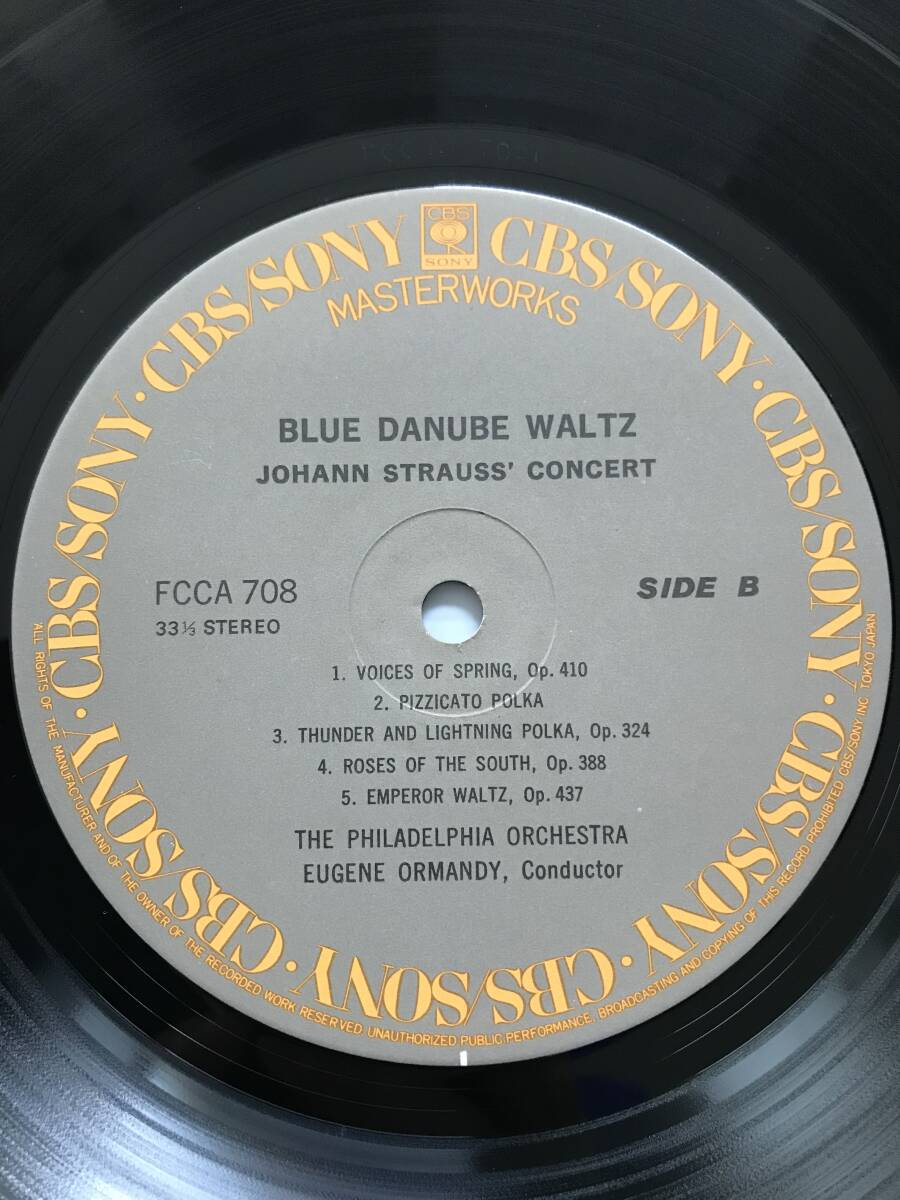 CBS
SONY
CBS/SONY · CBS/SONY · CBS/SONY · CBS/SONY · CBS/SONY · CBS/SONY · CBS/SONY · CBS/SONY · CBS/SONY
MASTERWORKS
BLUE DANUBE WALTZ
JOHANN STRAUSS' CONCERT
FCCA 708
33⅓ STEREO
SIDE B
1. VOICES OF SPRING, Op. 410
2. PIZZICATO POLKA
3. THUNDER AND LIGHTNING POLKA, Op. 324
4. ROSES OF THE SOUTH, Op. 388
5. EMPEROR WALTZ, Op. 437
THE PHILADELPHIA ORCHESTRA
EUGENE ORMANDY, Conductor
ALL RIGHTS OF THE MANUFACTURER AND OF THE OWNER OF THE RECORDED WORK RESERVED. UNAUTHORIZED PUBLIC PERFORMANCE, BROADCASTING AND COPYING OF THIS RECORD PROHIBITED CBS/SONY INC. TOKYO JAPAN